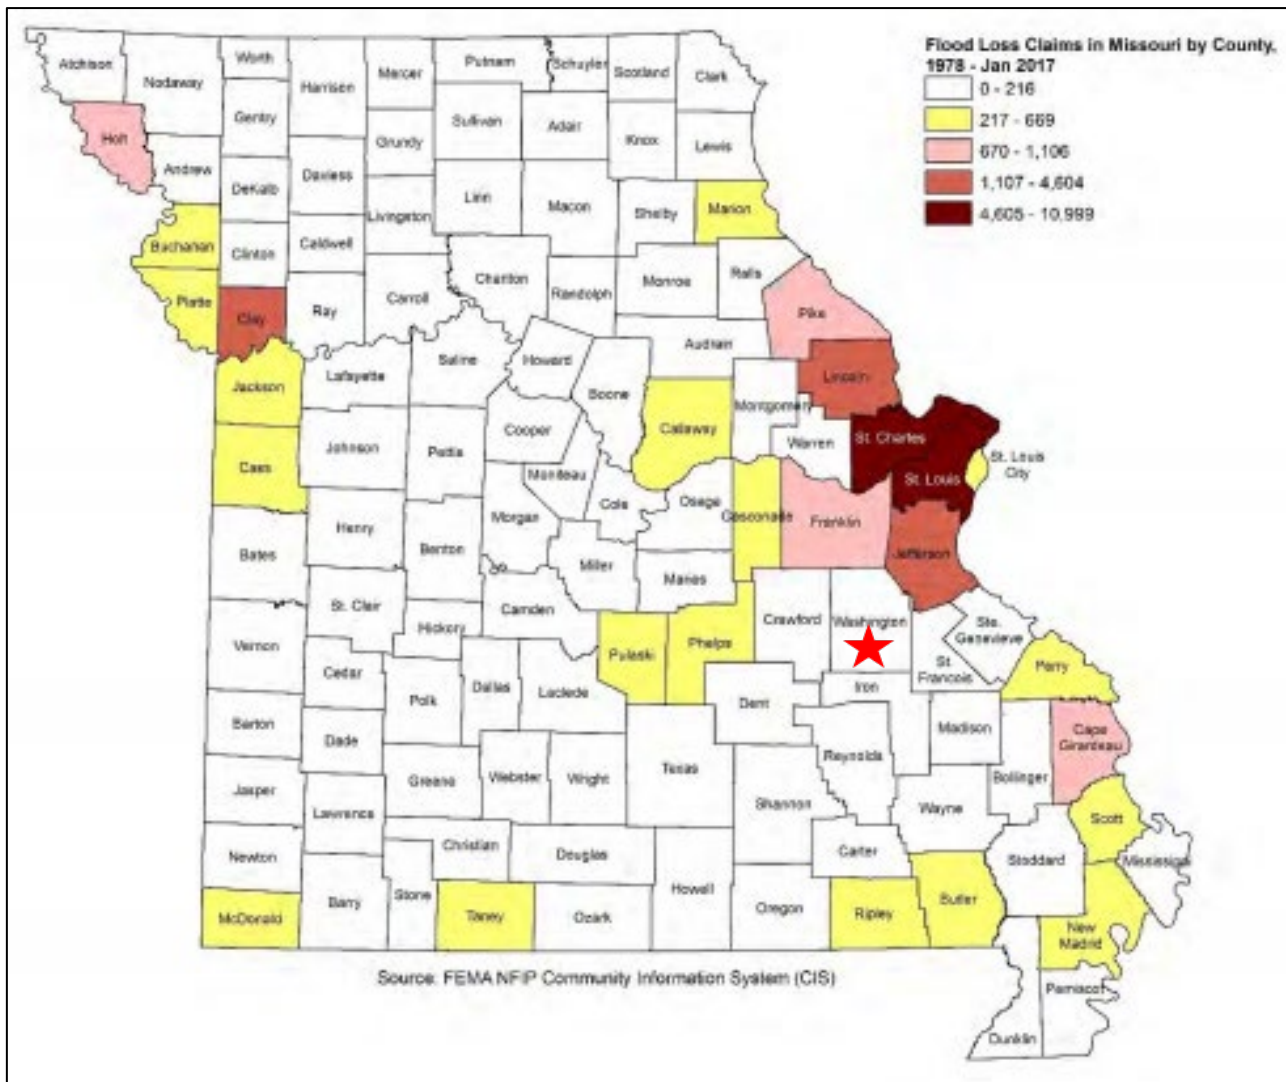 Flood Loss Claims in Missouri by County,
1978 - Jan 2017
0 - 216
217 - 669
670 - 1,106
1,107 - 4,604
4,605 - 10,999
Atchison
Nodaway
Worth
Harrison
Mercer
Putnam
Schuyler
Scotland
Clark
Holt
Gentry
Sullivan
Adair
Knox
Lewis
Grundy
Andrew
DeKalb
Daviess
Livingston
Linn
Macon
Shelby
Marion
Buchanan
Clinton
Caldwell
Chariton
Randolph
Monroe
Ralls
Platte
Clay
Ray
Carroll
Pike
Audrain
Jackson
Lafayette
Saline
Howard
Boone
Callaway
Montgomery
Lincoln
Cass
Johnson
Pettis
Cooper
Moniteau
Warren
St. Charles
St. Louis
St. Louis
City
Cole
Osage
Gasconade
Franklin
Jefferson
Bates
Henry
Benton
Morgan
Miller
Maries
St. Clair
Camden
Hickory
Crawford
Washington
Ste.
Genevieve
Vernon
Cedar
Polk
Dallas
Laclede
Pulaski
Phelps
Dent
Iron
St.
Francois
Perry
Barton
Dade
Greene
Webster
Wright
Texas
Reynolds
Madison
Cape
Girardeau
Bollinger
Jasper
Lawrence
Shannon
Wayne
Scott
Newton
Christian
Douglas
Carter
Stoddard
Mississippi
McDonald
Barry
Stone
Taney
Ozark
Howell
Oregon
Ripley
Butler
New
Madrid
Pemiscot
Dunklin
Source: FEMA NFIP Community Information System (CIS)